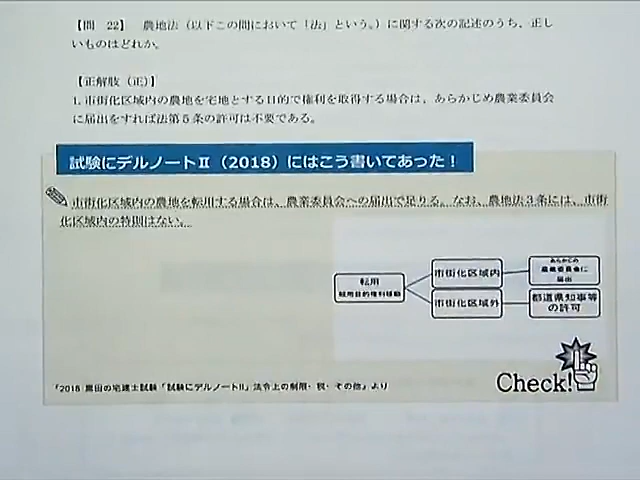 【問 22】 農地法（以下この問において「法」という。）に関する次の記述のうち、正し
いものはどれか。
【正解肢（正）】
1. 市街化区域内の農地を宅地とする目的で権利を取得する場合は、あらかじめ農業委員会
に届出をすれば法第5条の許可は不要である。
試験にデルノートⅡ（2018）にはこう書いてあった！
市街化区域内の農地を転用する場合は、農業委員会への届出で足りる。なお、農地法3条には、市街
化区域内の特則はない。
転用
転用目的権利移動
市街化区域内
あらかじめ
農業委員会に
届出
市街化区域外
都道県知事等
の許可
Check!
「2018 黒田の宅建士試験「試験にデルノートII」法令上の制限・税・その他」より